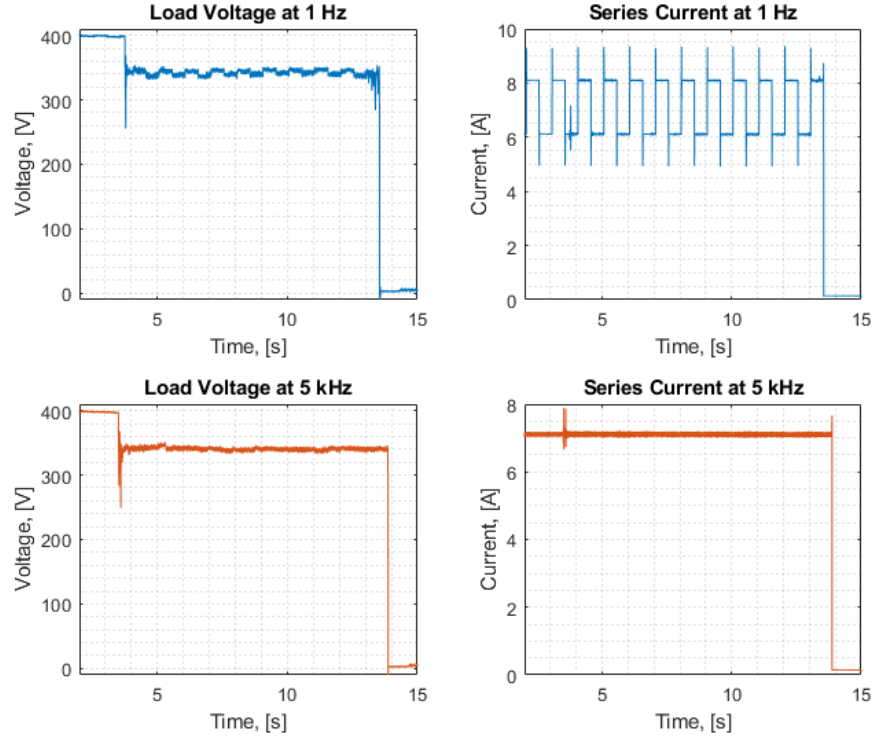 Load Voltage at 1 Hz
400
300
200
100
0
Voltage, [V]
5
10
15
Time, [s]
Series Current at 1 Hz
10
8
6
4
2
0
Current, [A]
5
10
15
Time, [s]
Load Voltage at 5 kHz
400
300
200
100
0
Voltage, [V]
5
10
15
Time, [s]
Series Current at 5 kHz
8
6
4
2
0
Current, [A]
5
10
15
Time, [s]